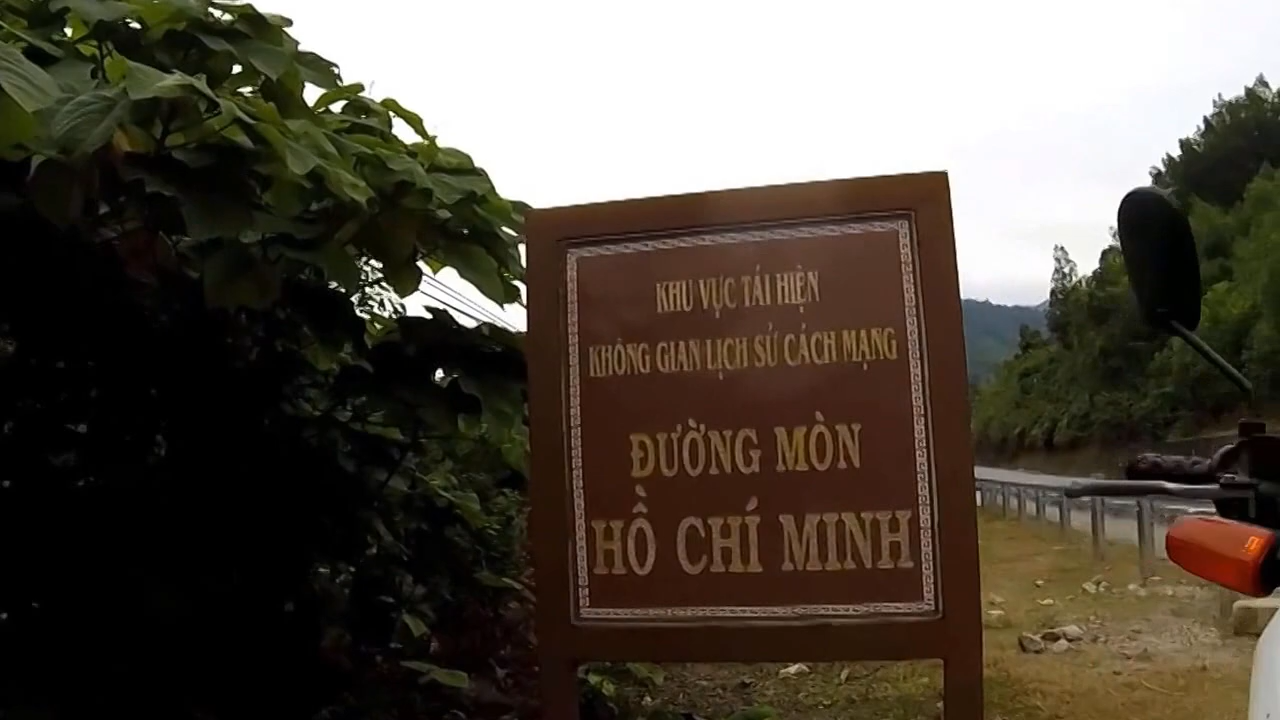 KHU VỰC TÁI HIỆN
KHÔNG GIAN LỊCH SỬ CÁCH MẠNG
ĐƯỜNG MÒN
HỒ CHÍ MINH